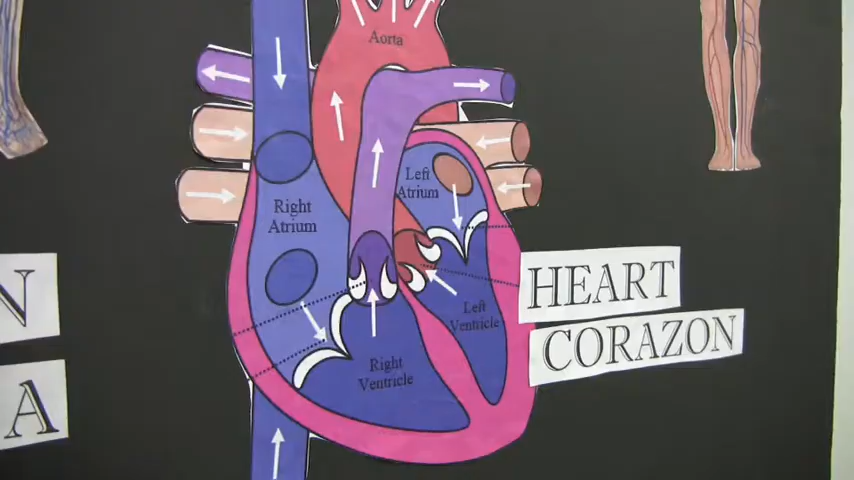 Aorta
Left
Atrium
Right
Atrium
HEART
CORAZON
Left
Ventricle
Right
Ventricle
N
A